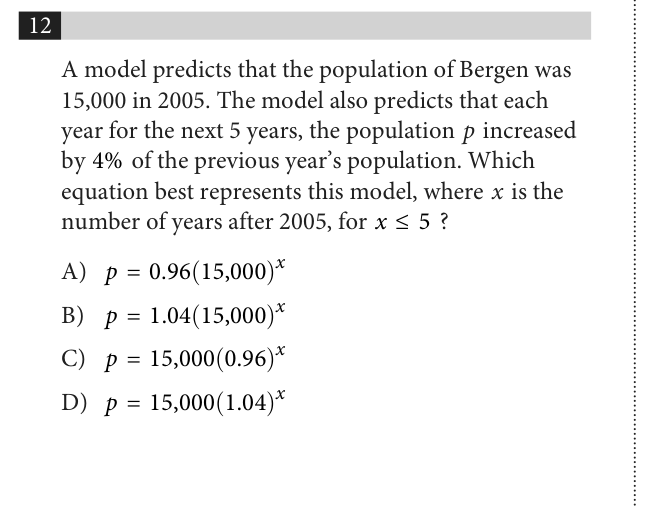 12
A model predicts that the population of Bergen was
15,000 in 2005. The model also predicts that each
year for the next 5 years, the population p increased
by 4% of the previous year's population. Which
equation best represents this model, where x is the
number of years after 2005, for x ≤ 5 ?
A) p = 0.96(15,000)ˣ
B) p = 1.04(15,000)ˣ
C) p = 15,000(0.96)ˣ
D) p = 15,000(1.04)ˣ